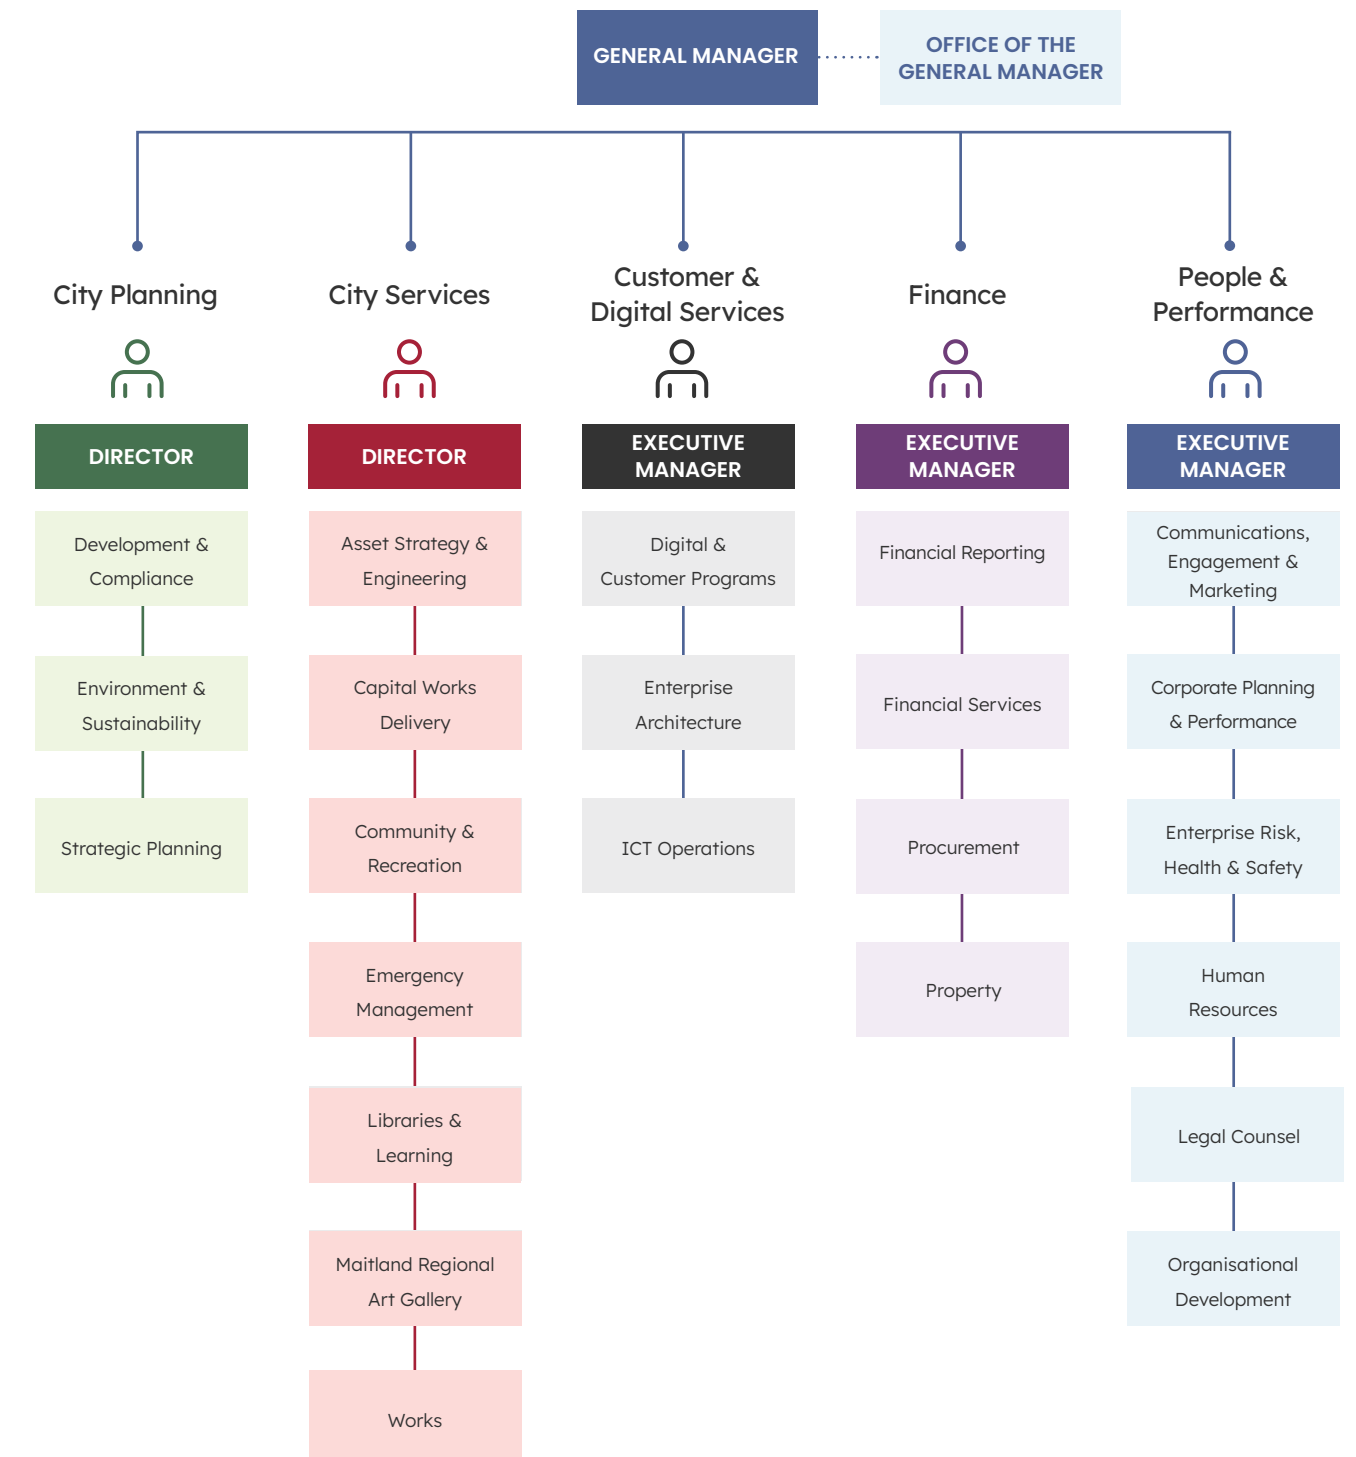 GENERAL MANAGER
OFFICE OF THE
GENERAL MANAGER
City Planning
DIRECTOR
Development &
Compliance
Environment &
Sustainability
Strategic Planning
City Services
DIRECTOR
Asset Strategy &
Engineering
Capital Works
Delivery
Community &
Recreation
Emergency
Management
Libraries &
Learning
Maitland Regional
Art Gallery
Works
Customer &
Digital Services
EXECUTIVE
MANAGER
Digital &
Customer Programs
Enterprise
Architecture
ICT Operations
Finance
EXECUTIVE
MANAGER
Financial Reporting
Financial Services
Procurement
Property
People &
Performance
EXECUTIVE
MANAGER
Communications,
Engagement &
Marketing
Corporate Planning
& Performance
Enterprise Risk,
Health & Safety
Human
Resources
Legal Counsel
Organisational
Development